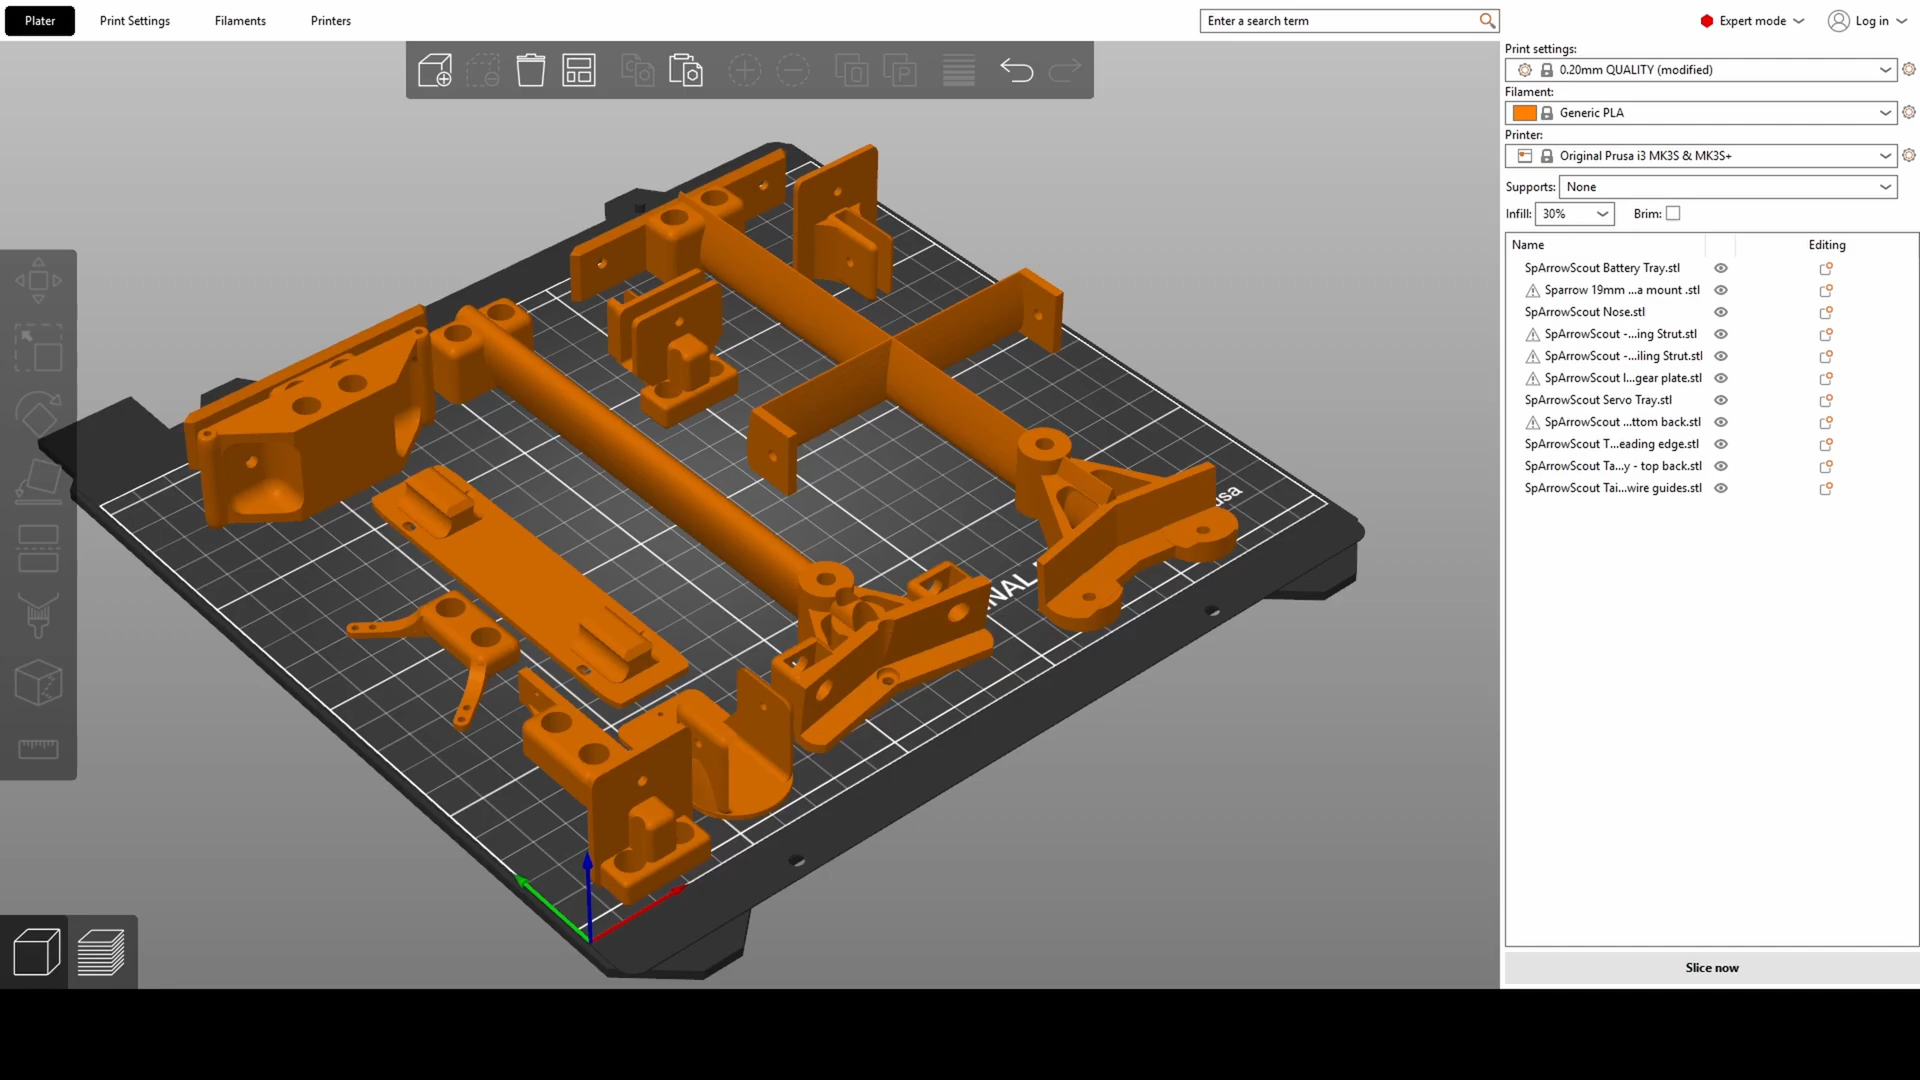 Plater
Print Settings
Filaments
Printers
Enter a search term
Expert mode
Log in
Print settings:
0.20mm QUALITY (modified)
Filament:
Generic PLA
Printer:
Original Prusa i3 MK3S & MK3S+
Supports: None
Infill: 30% Brim:
Name Editing
SpArrowScout Battery Tray.stl
Sparrow 19mm ...a mount .stl
SpArrowScout Nose.stl
SpArrowScout -...ing Strut.stl
SpArrowScout -...iling Strut.stl
SpArrowScout l...gear plate.stl
SpArrowScout Servo Tray.stl
SpArrowScout ...ttom back.stl
SpArrowScout T...eading edge.stl
SpArrowScout Ta...y - top back.stl
SpArrowScout Tai...wire guides.stl
Slice now